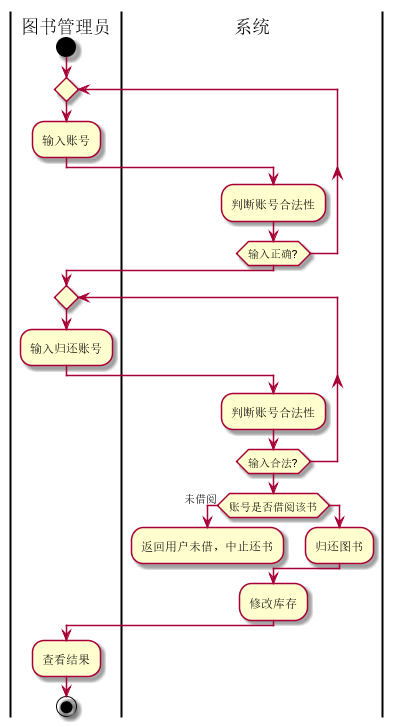 图书管理员
系统
输入账号
判断账号合法性
输入正确?
输入归还账号
判断账号合法性
输入合法?
未借阅
账号是否借阅该书
返回用户未借，中止还书
归还图书
修改库存
查看结果